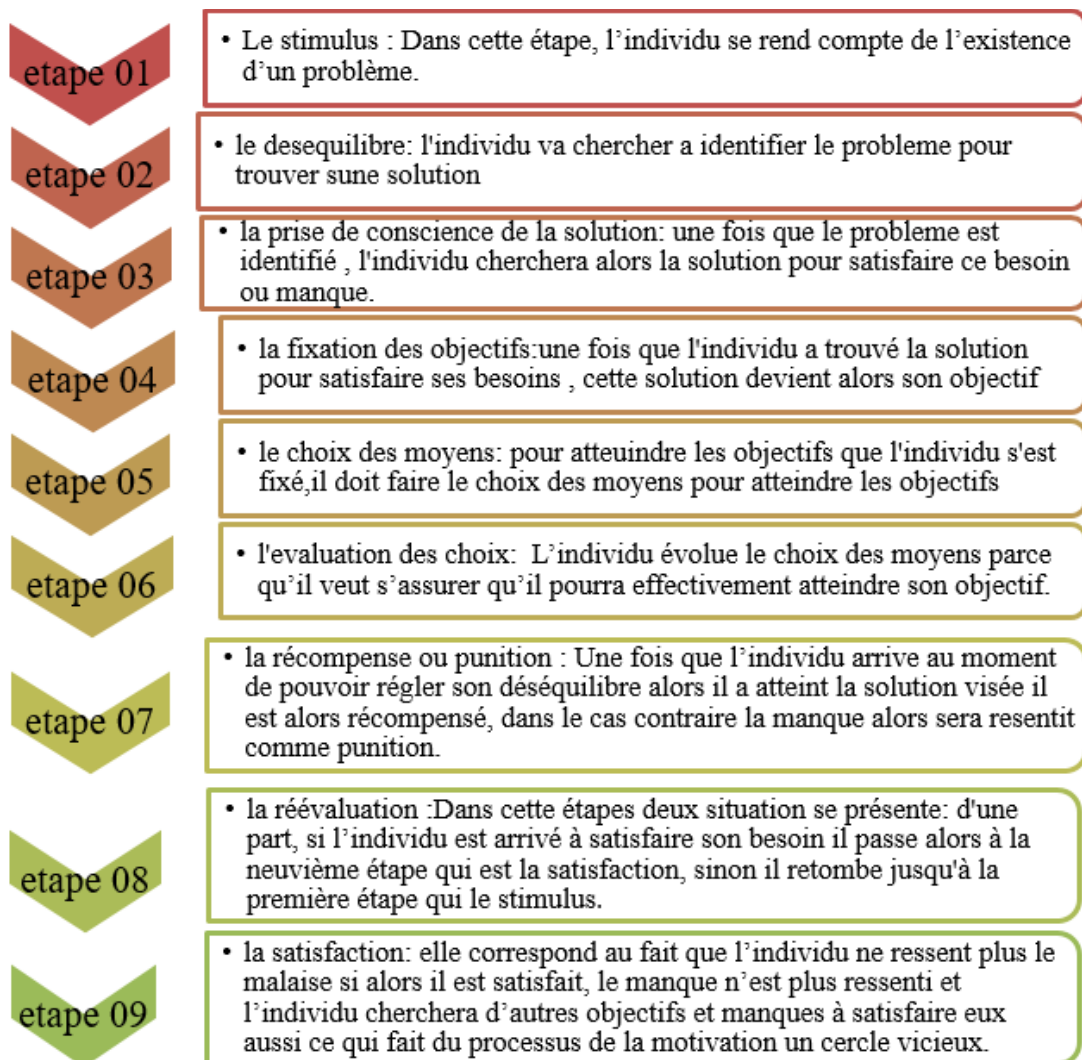 etape 01
• Le stimulus : Dans cette étape, l’individu se rend compte de l’existence
d’un problème.
etape 02
• le desequilibre: l'individu va chercher a identifier le probleme pour
trouver sune solution
etape 03
• la prise de conscience de la solution: une fois que le probleme est
identifié , l'individu cherchera alors la solution pour satisfaire ce besoin
ou manque.
etape 04
• la fixation des objectifs:une fois que l'individu a trouvé la solution
pour satisfaire ses besoins , cette solution devient alors son objectif
etape 05
• le choix des moyens: pour atteuindre les objectifs que l'individu s'est
fixé,il doit faire le choix des moyens pour atteindre les objectifs
etape 06
• l'evaluation des choix:  L’individu évolue le choix des moyens parce
qu’il veut s’assurer qu’il pourra effectivement atteindre son objectif.
etape 07
• la récompense ou punition : Une fois que l’individu arrive au moment
de pouvoir régler son déséquilibre alors il a atteint la solution visée il
est alors récompensé, dans le cas contraire la manque alors sera resentit
comme punition.
etape 08
• la réévaluation :Dans cette étapes deux situation se présente: d'une
part, si l’individu est arrivé à satisfaire son besoin il passe alors à la
neuvième étape qui est la satisfaction, sinon il retombe jusqu'à la
première étape qui le stimulus.
etape 09
• la satisfaction: elle correspond au fait que l’individu ne ressent plus le
malaise si alors il est satisfait, le manque n’est plus ressenti et
l’individu cherchera d’autres objectifs et manques à satisfaire eux
aussi ce qui fait du processus de la motivation un cercle vicieux.